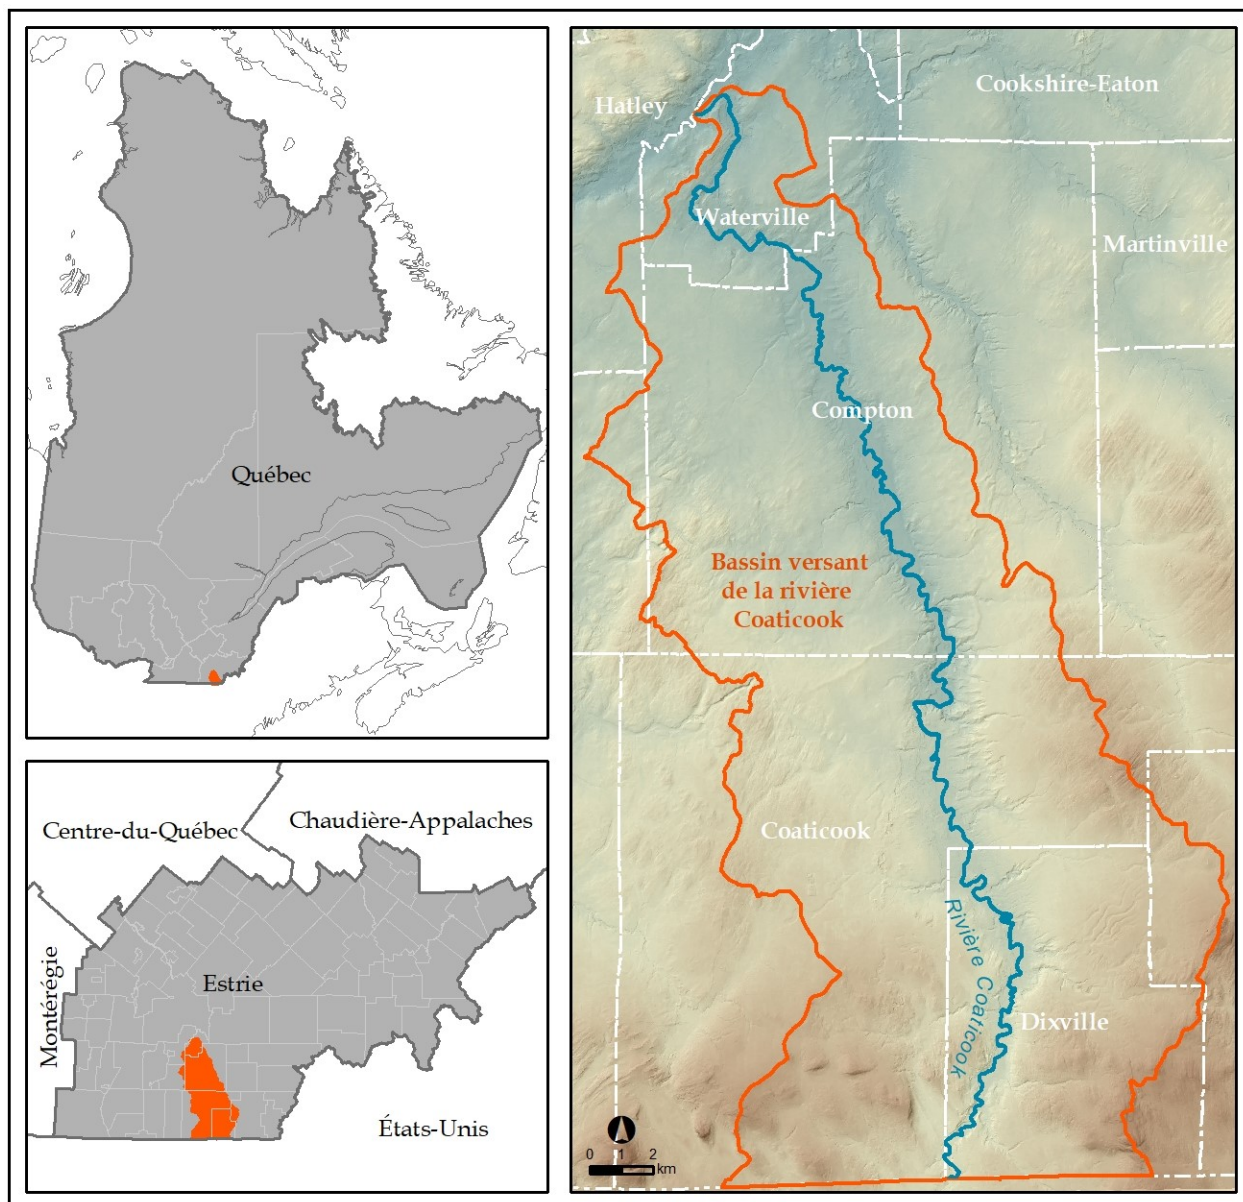 Québec
Centre-du-Québec
Chaudière-Appalaches
Montérégie
Estrie
États-Unis
Hatley
Cookshire-Eaton
Waterville
Martinville
Compton
Bassin versant
de la rivière
Coaticook
Coaticook
Rivière Coaticook
Dixville
0 1 2
km